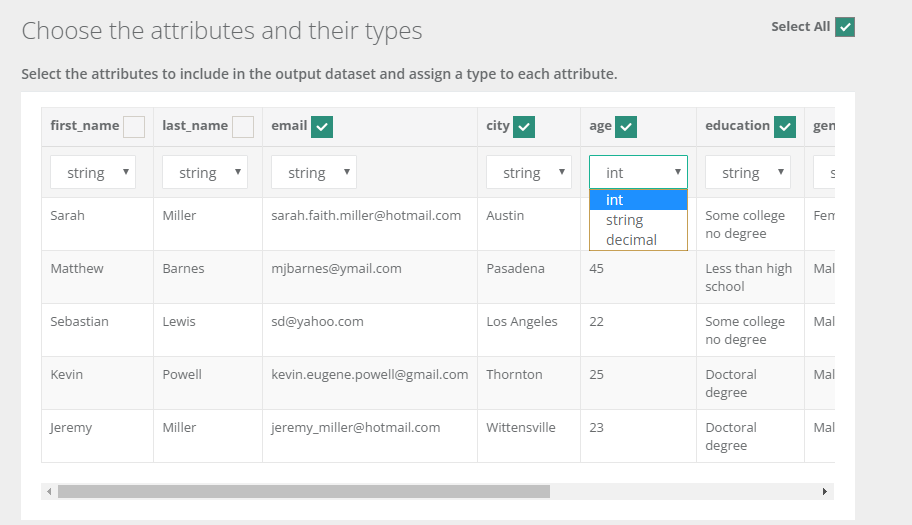 Choose the attributes and their types
Select All
Select the attributes to include in the output dataset and assign a type to each attribute.
first_name last_name email city age education gen
string string string string int string s
int
string
decimal
Sarah Miller sarah.faith.miller@hotmail.com Austin Some college Fem
no degree
Matthew Barnes mjbarnes@ymail.com Pasadena 45 Less than high Mal
school
Sebastian Lewis sd@yahoo.com Los Angeles 22 Some college Mal
no degree
Kevin Powell kevin.eugene.powell@gmail.com Thornton 25 Doctoral Mal
degree
Jeremy Miller jeremy_miller@hotmail.com Wittensville 23 Doctoral Mal
degree